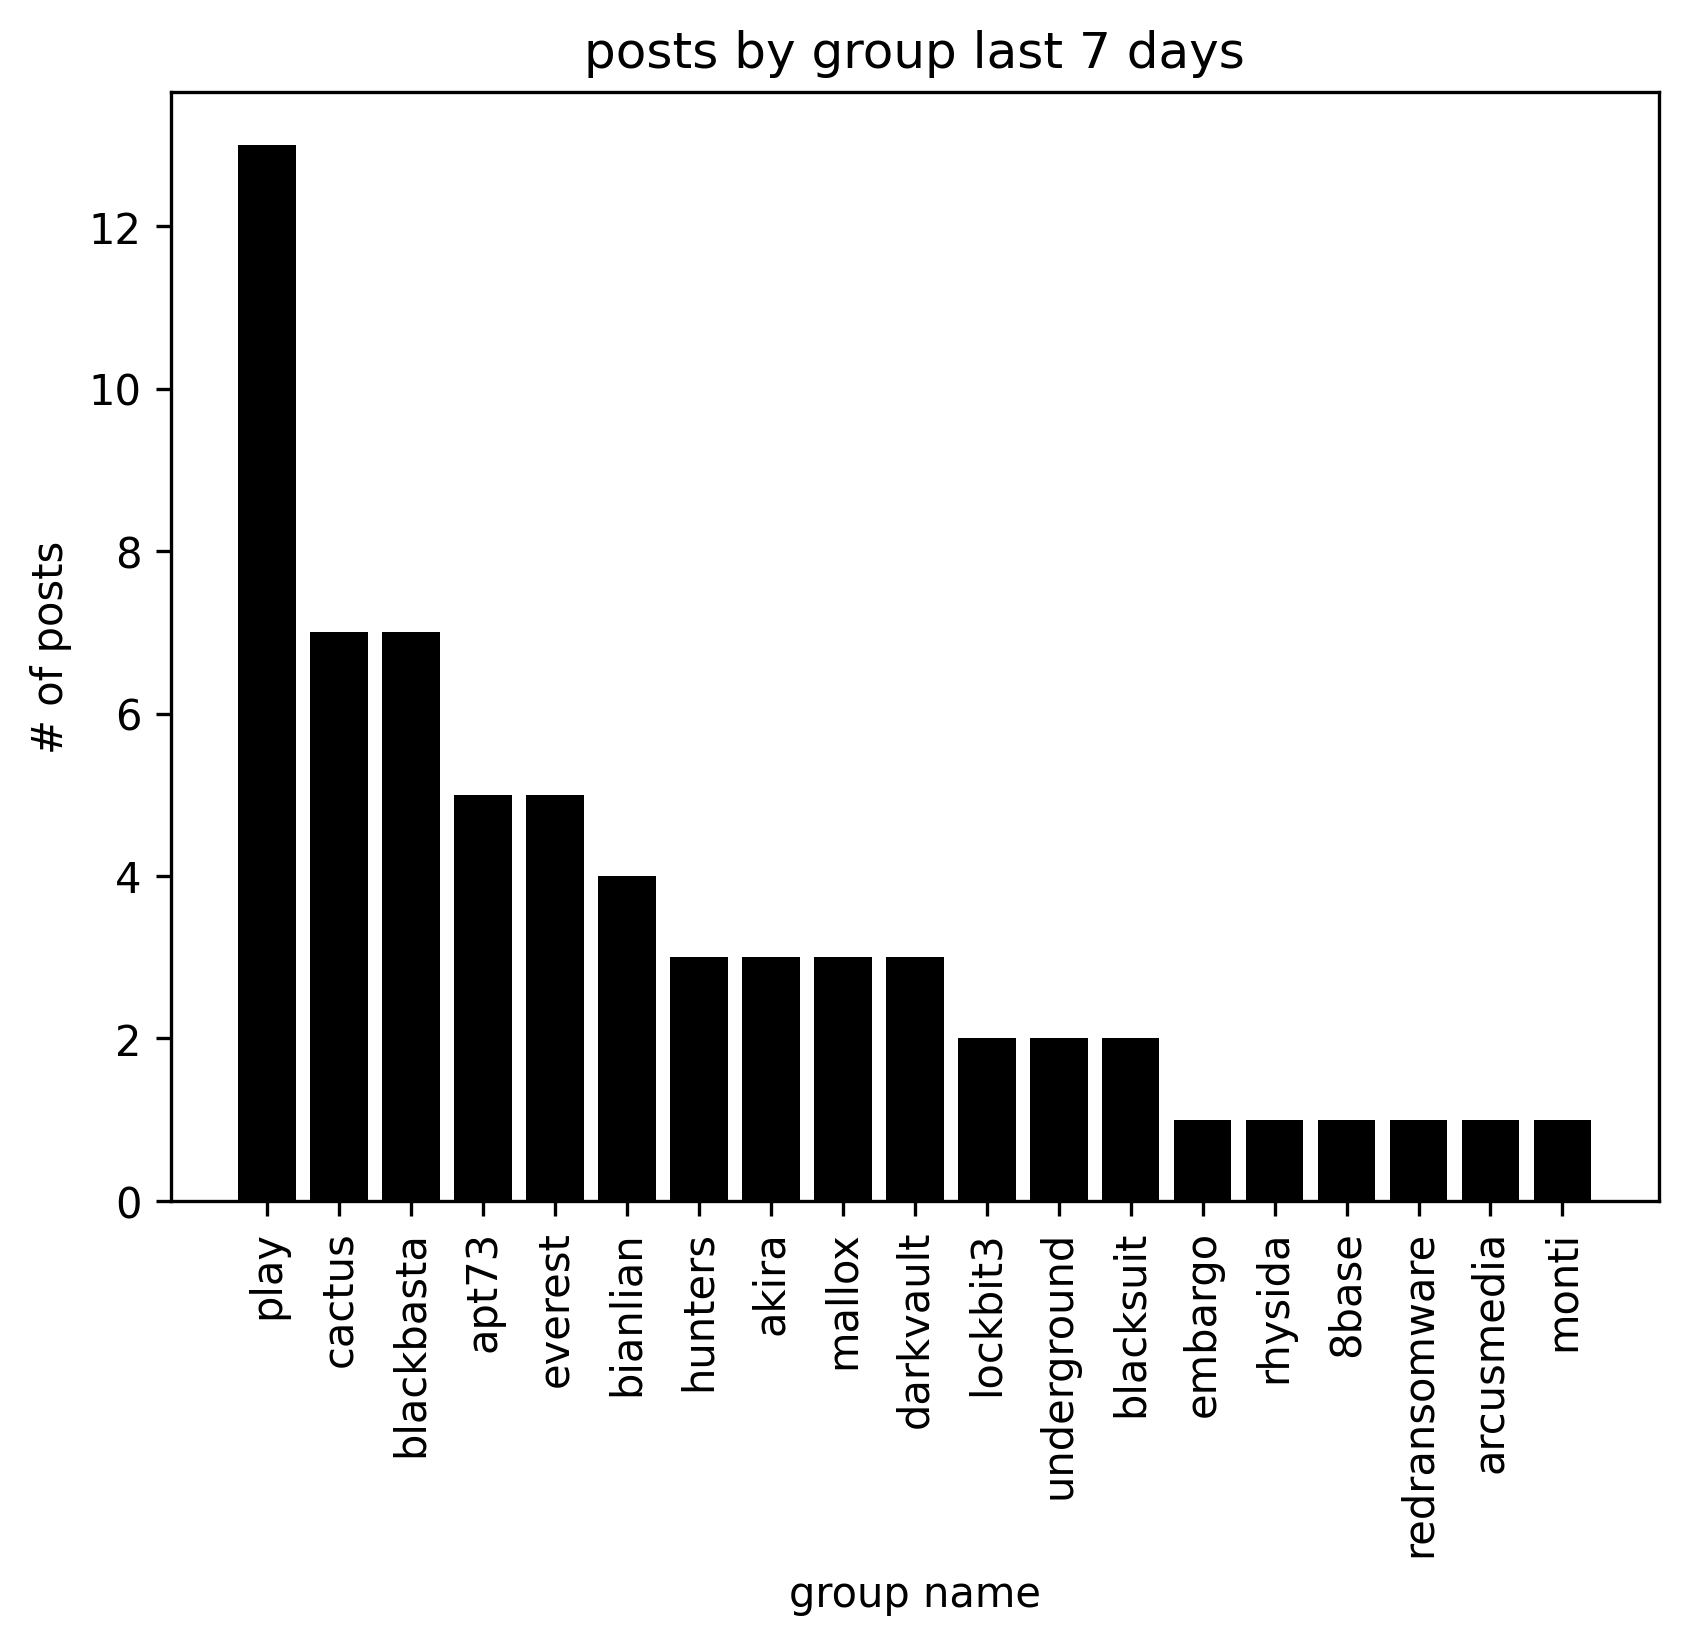 posts by group last 7 days
# of posts
12
10
8
6
4
2
0
play
cactus
blackbasta
apt73
everest
bianlian
hunters
akira
mallox
darkvault
lockbit3
underground
blacksuit
embargo
rhysida
8base
redransomware
arcusmedia
monti
group name